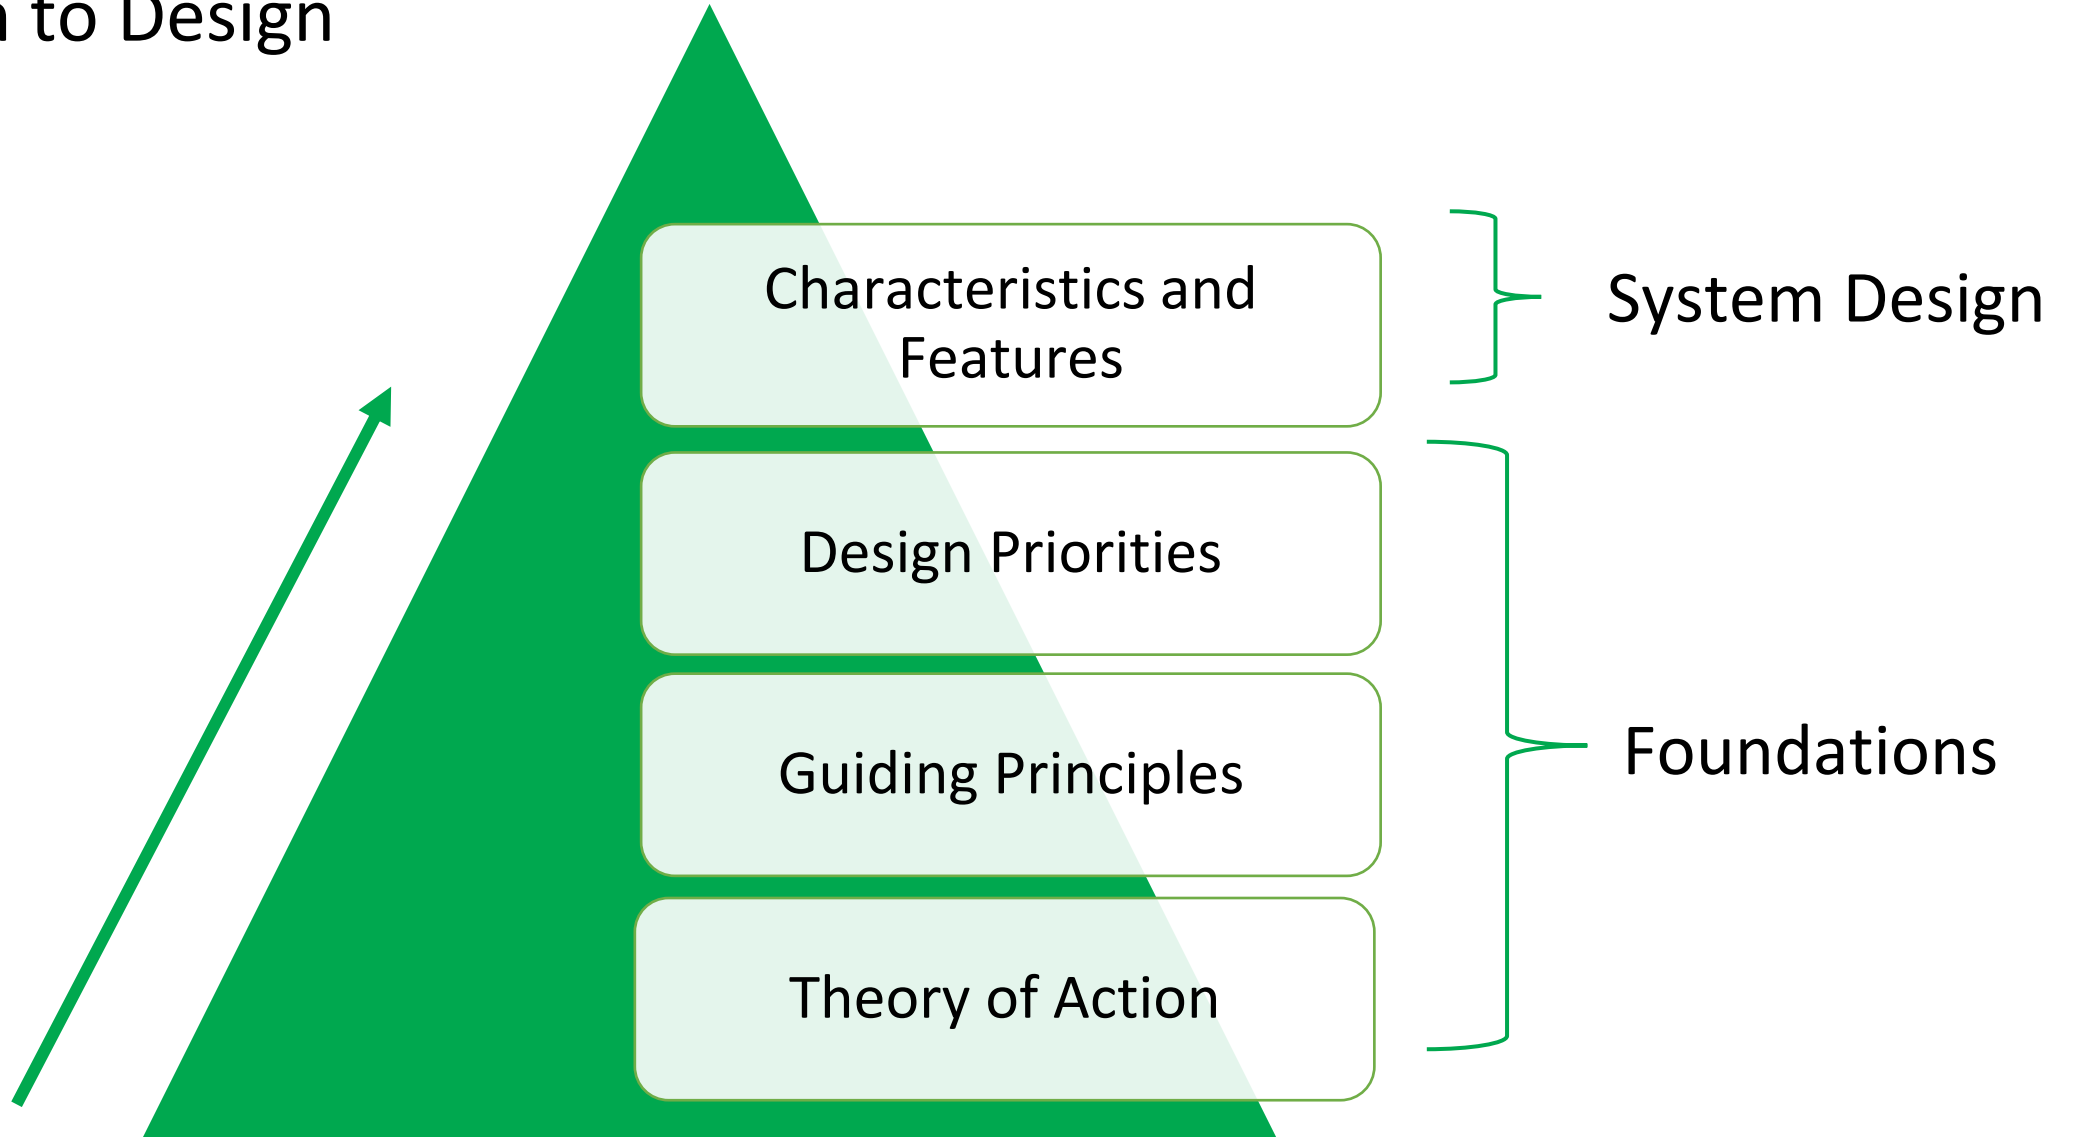 to Design
Characteristics and
Features
System Design
Design Priorities
Guiding Principles
Foundations
Theory of Action